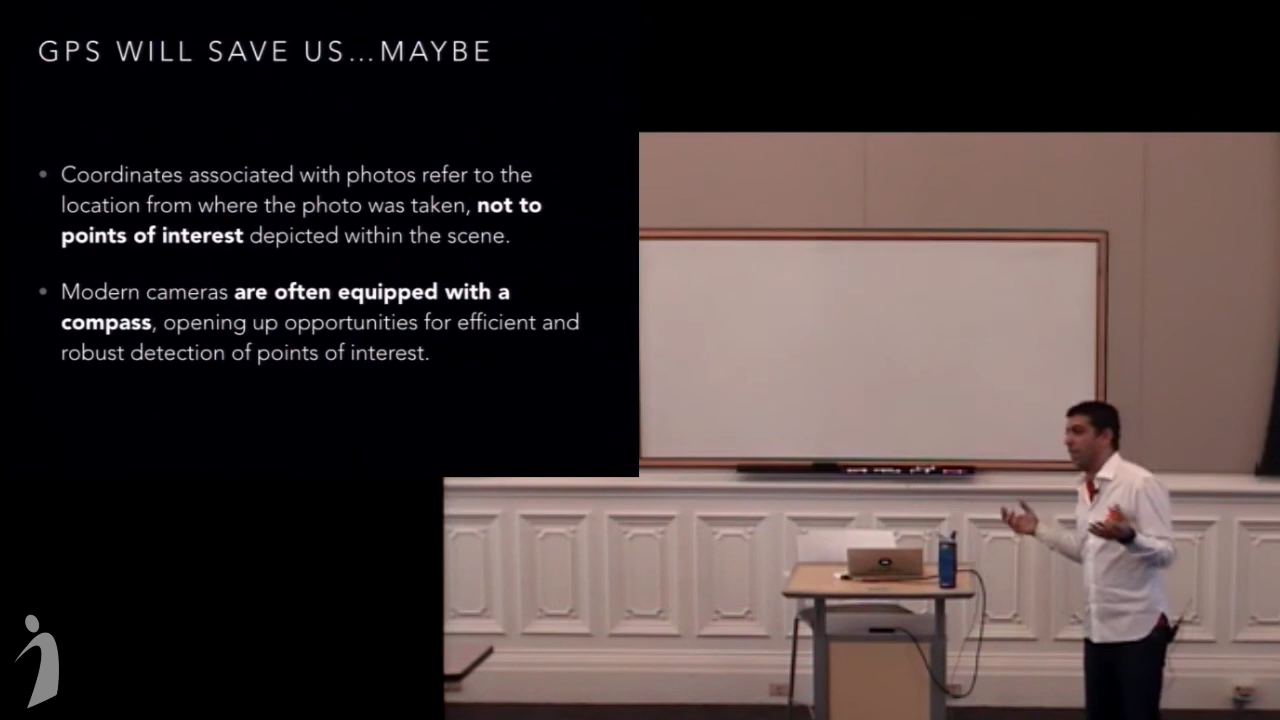 GPS WILL SAVE US...MAYBE
• Coordinates associated with photos refer to the
location from where the photo was taken, not to
points of interest depicted within the scene.
• Modern cameras are often equipped with a
compass, opening up opportunities for efficient and
robust detection of points of interest.